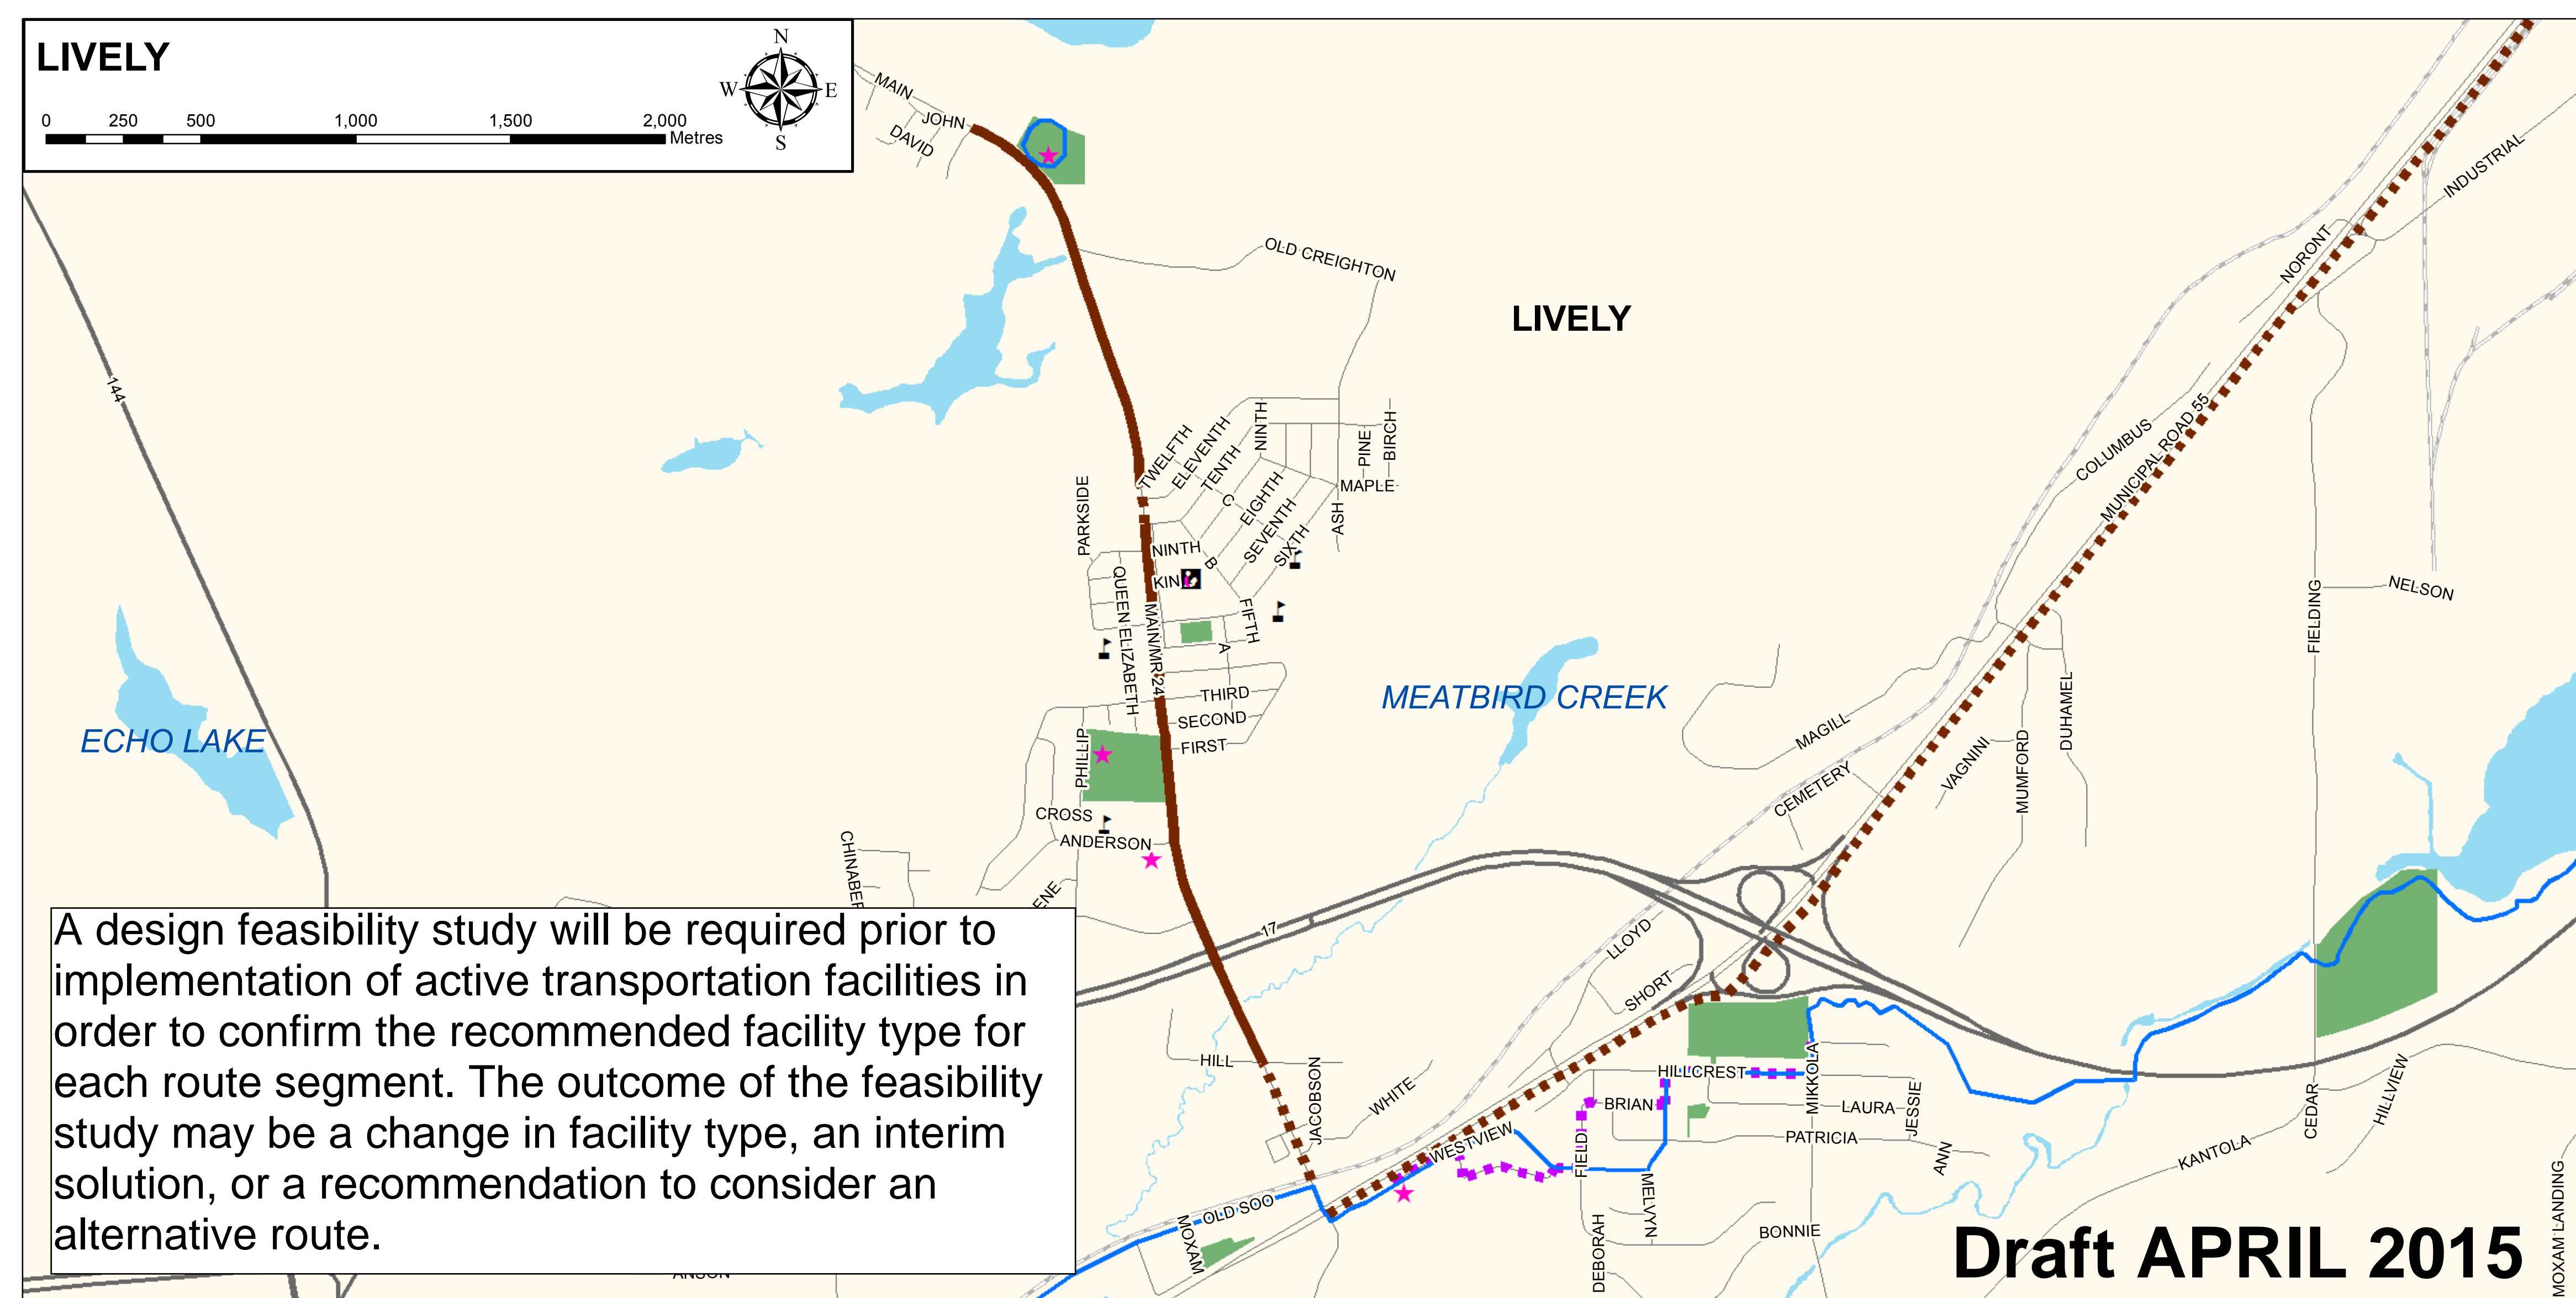 LIVELY
N
W E
S
0 250 500 1,000 1,500 2,000
Metres
MAIN
JOHN
DAVID
OLD CREIGHTON
LIVELY
INDUSTRIAL
NORONT
144
TWELFTH
ELEVENTH
TENTH
NINTH
PINE
BIRCH
MAPLE
ASH
C
EIGHTH
SEVENTH
SIXTH
PARKSIDE
NINTH
B
KIN
QUEEN ELIZABETH
MAIN/MR 24
FIFTH
A
THIRD
SECOND
FIRST
PHILLIP
CROSS
ANDERSON
CHINABER
ENE
COLUMBUS
MUNICIPAL ROAD 55
NELSON
FIELDING
ECHO LAKE
MEATBIRD CREEK
MAGILL
CEMETERY
VAGNINI
MUMFORD
DUHAMEL
17
LLOYD
SHORT
HILL
JACOBSON
WHITE
WESTVIEW
OLD SOO
MOXAM
HILLCREST
BRIAN
FIELD
MELVYN
DEBORAH
MIKKOLA
LAURA
JESSIE
PATRICIA
ANN
BONNIE
KANTOLA
CEDAR
HILLVIEW
MOXAM LANDING
ANSON
A design feasibility study will be required prior to
implementation of active transportation facilities in
order to confirm the recommended facility type for
each route segment. The outcome of the feasibility
study may be a change in facility type, an interim
solution, or a recommendation to consider an
alternative route.
Draft APRIL 2015